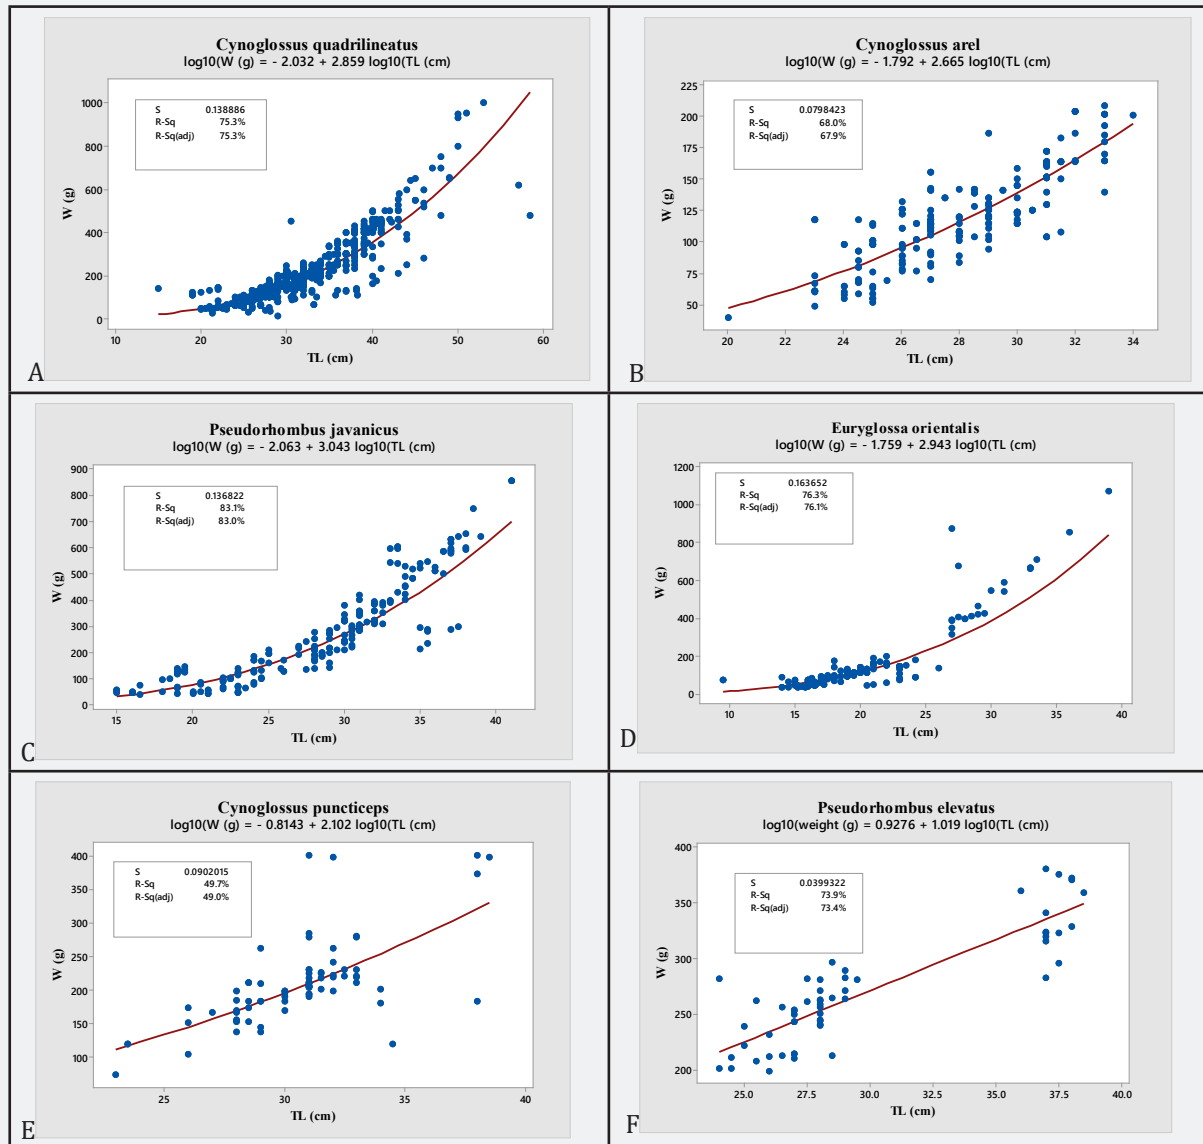 Cynoglossus quadrilineatus
log10(W (g) = - 2.032 + 2.859 log10(TL (cm)
S 0.138886
R-Sq 75.3%
R-Sq(adj) 75.3%
1000
800
600
400
200
0
W (g)
10 20 30 40 50 60
TL (cm)
A
Cynoglossus arel
log10(W (g) = - 1.792 + 2.665 log10(TL (cm)
S 0.0798423
R-Sq 68.0%
R-Sq(adj) 67.9%
225
200
175
150
125
100
75
50
W (g)
20 22 24 26 28 30 32 34
TL (cm)
B
Pseudorhombus javanicus
log10(W (g) = - 2.063 + 3.043 log10(TL (cm)
S 0.136822
R-Sq 83.1%
R-Sq(adj) 83.0%
900
800
700
600
500
400
300
200
100
0
W (g)
15 20 25 30 35 40
TL (cm)
C
Euryglossa orientalis
log10(W (g) = - 1.759 + 2.943 log10(TL (cm)
S 0.163652
R-Sq 76.3%
R-Sq(adj) 76.1%
1200
1000
800
600
400
200
0
W (g)
10 15 20 25 30 35 40
TL (cm)
D
Cynoglossus puncticeps
log10(W (g) = - 0.8143 + 2.102 log10(TL (cm)
S 0.0902015
R-Sq 49.7%
R-Sq(adj) 49.0%
400
350
300
250
200
150
100
W (g)
25 30 35 40
TL (cm)
E
Pseudorhombus elevatus
log10(weight (g) = 0.9276 + 1.019 log10(TL (cm))
S 0.0399322
R-Sq 73.9%
R-Sq(adj) 73.4%
400
350
300
250
200
W (g)
25.0 27.5 30.0 32.5 35.0 37.5 40.0
TL (cm)
F